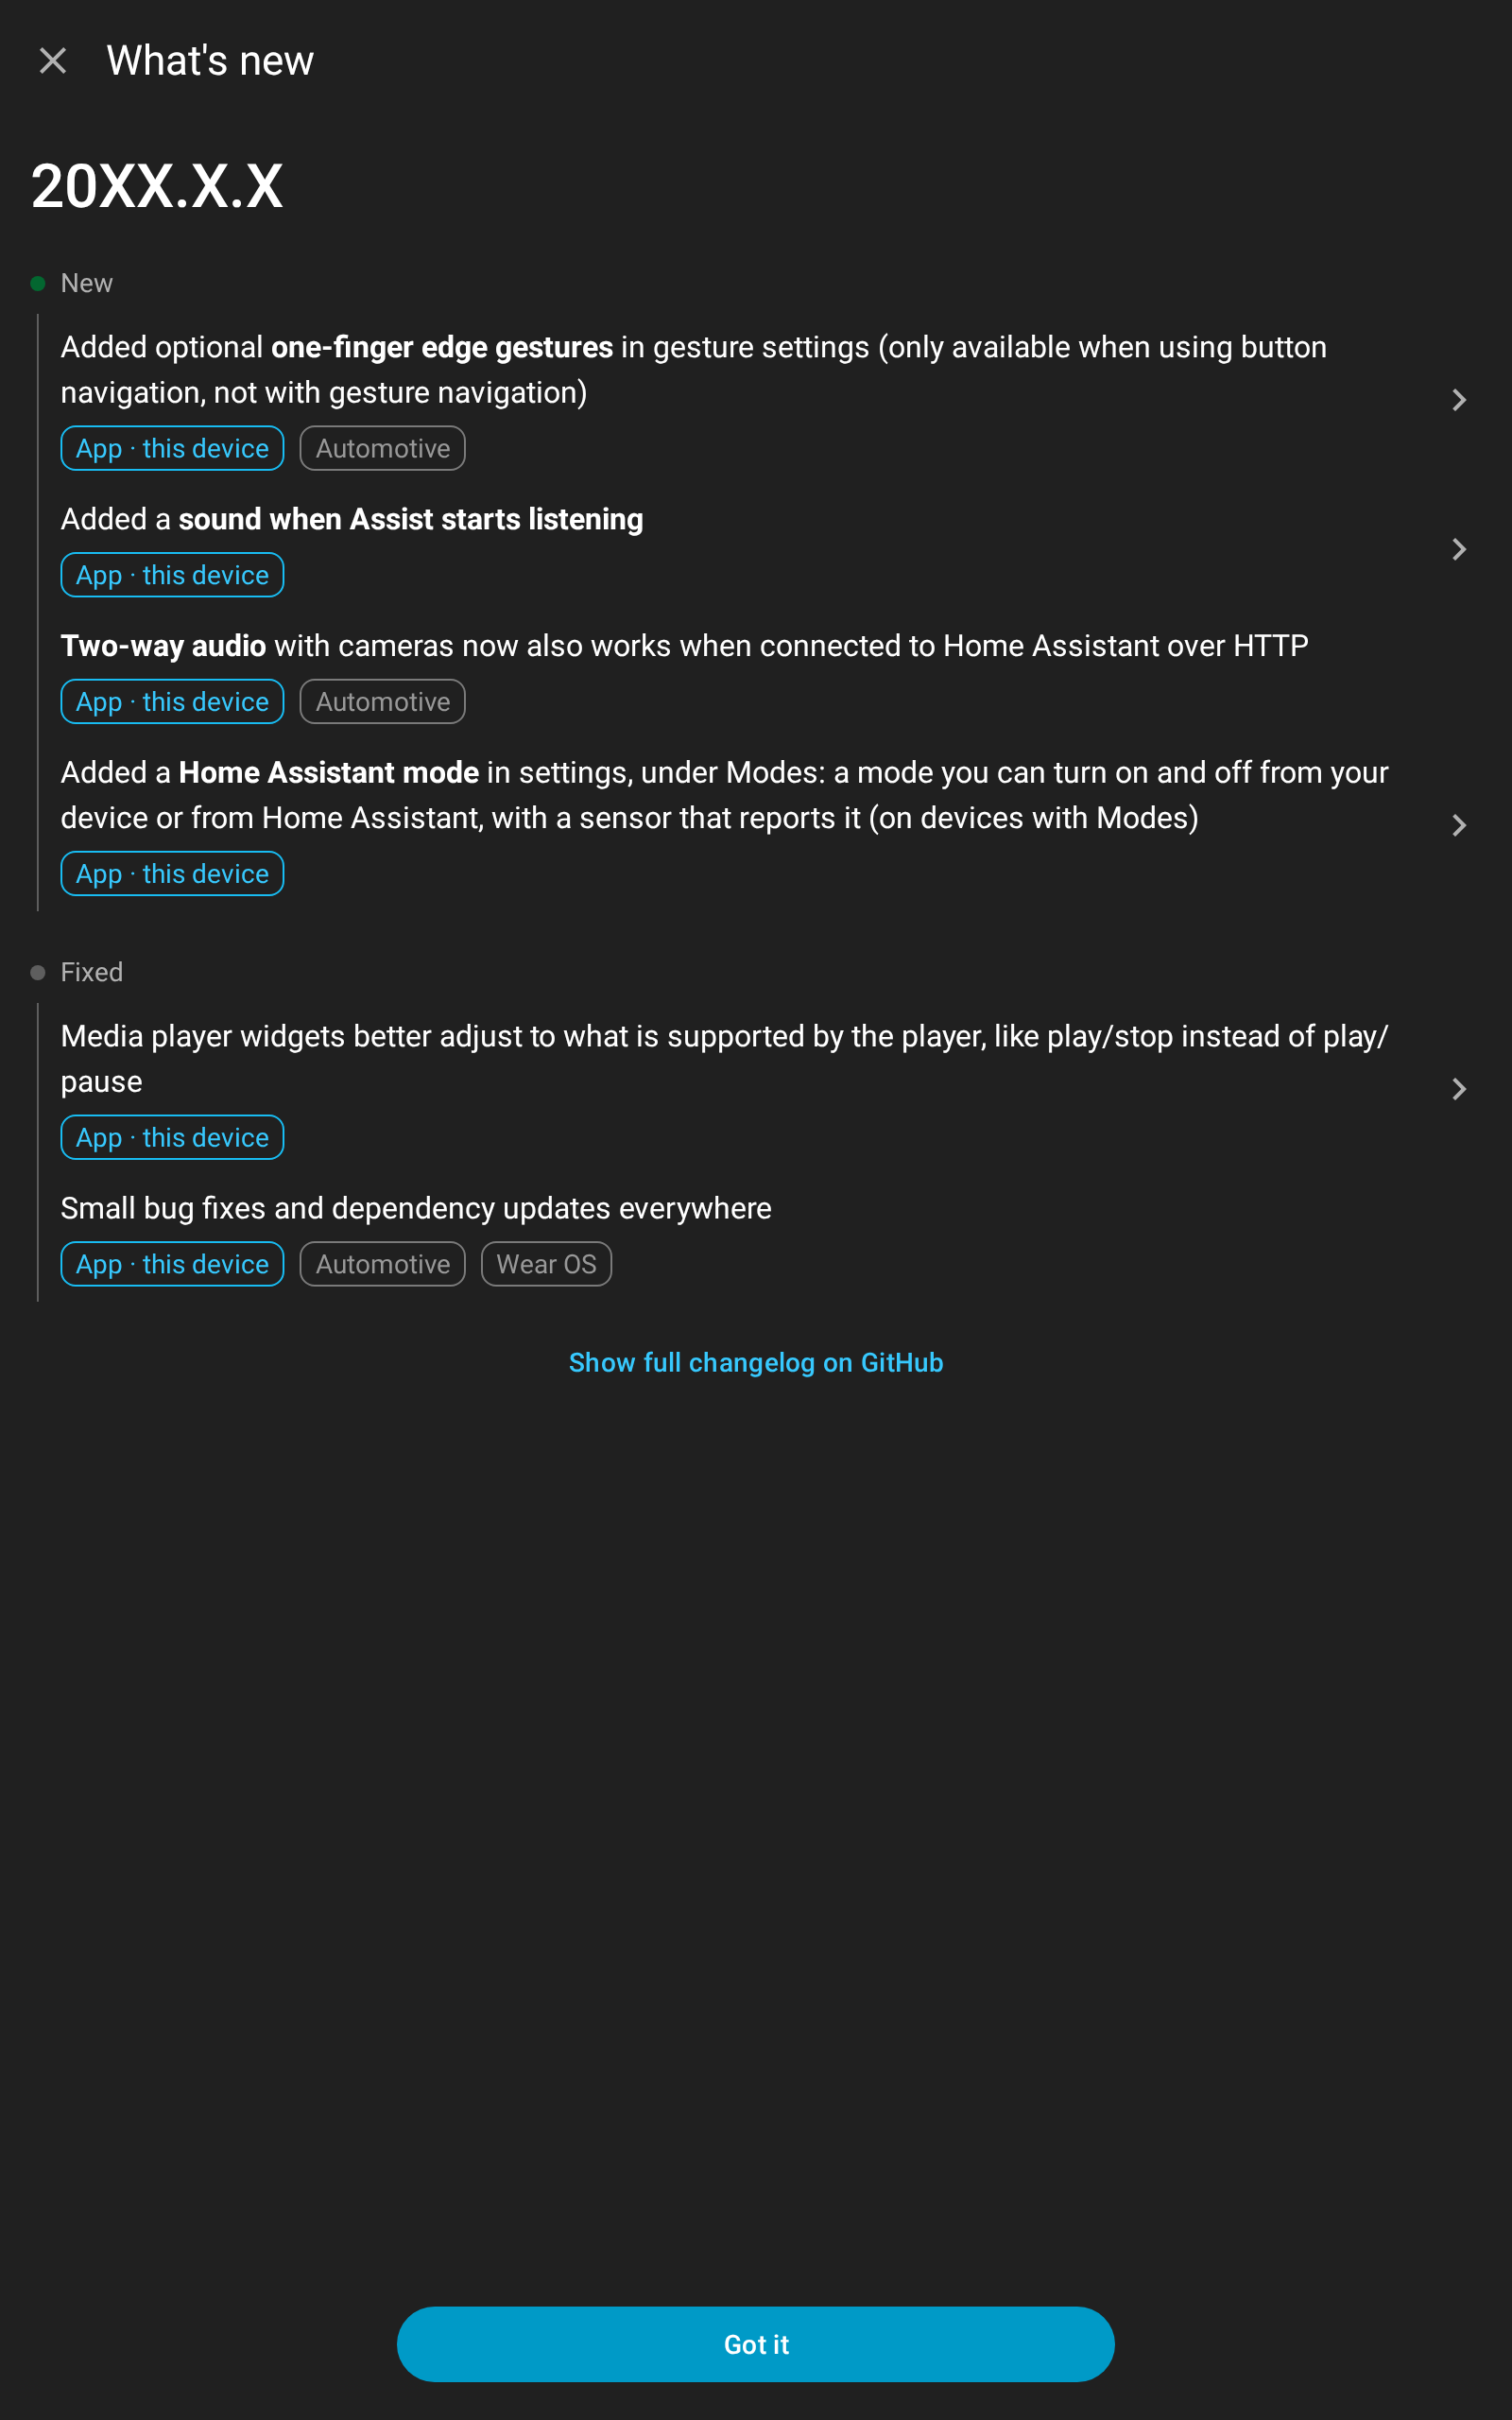 What's new
20XX.X.X
New
Added optional one-finger edge gestures in gesture settings (only available when using button
navigation, not with gesture navigation)
App · this device Automotive
Added a sound when Assist starts listening
App · this device
Two-way audio with cameras now also works when connected to Home Assistant over HTTP
App · this device Automotive
Added a Home Assistant mode in settings, under Modes: a mode you can turn on and off from your
device or from Home Assistant, with a sensor that reports it (on devices with Modes)
App · this device
Fixed
Media player widgets better adjust to what is supported by the player, like play/stop instead of play/
pause
App · this device
Small bug fixes and dependency updates everywhere
App · this device Automotive Wear OS
Show full changelog on GitHub
Got it